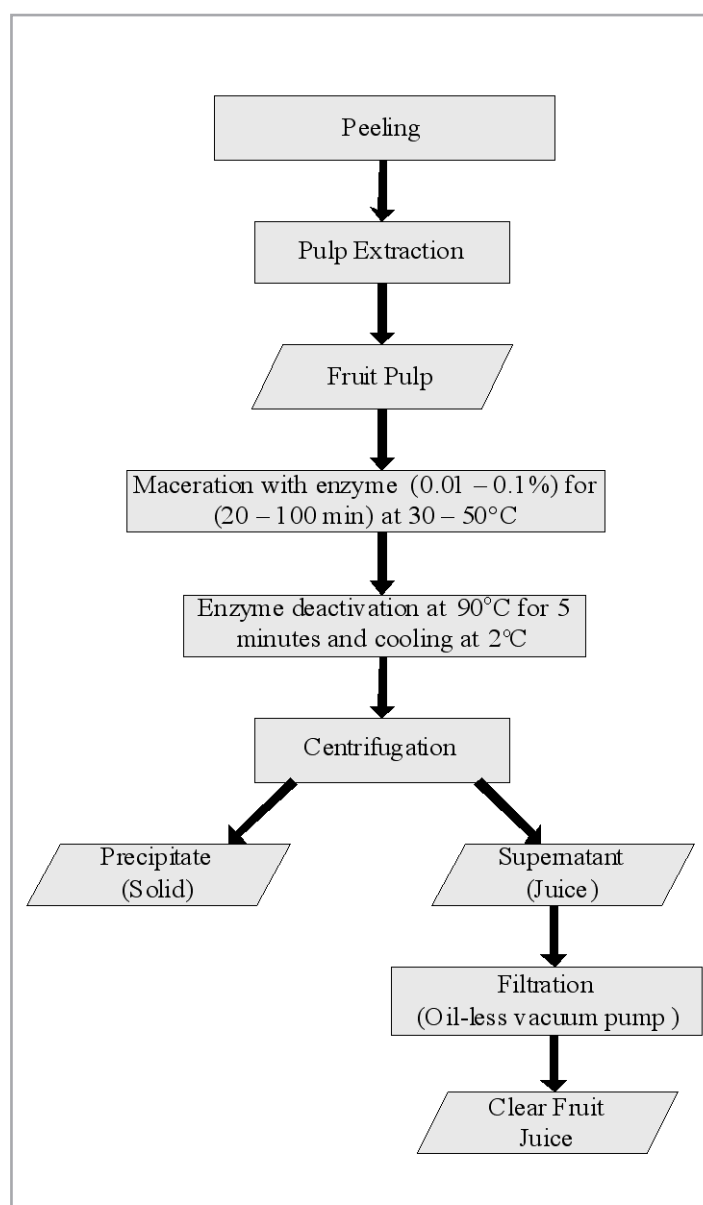 Peeling
Pulp Extraction
Fruit Pulp
Maceration with enzyme (0.01 – 0.1%) for
(20 – 100 min) at 30 – 50°C
Enzyme deactivation at 90°C for 5
minutes and cooling at 2℃
Centrifugation
Precipitate
(Solid)
Supernatant
(Juice)
Filtration
(Oil-less vacuum pump )
Clear Fruit
Juice